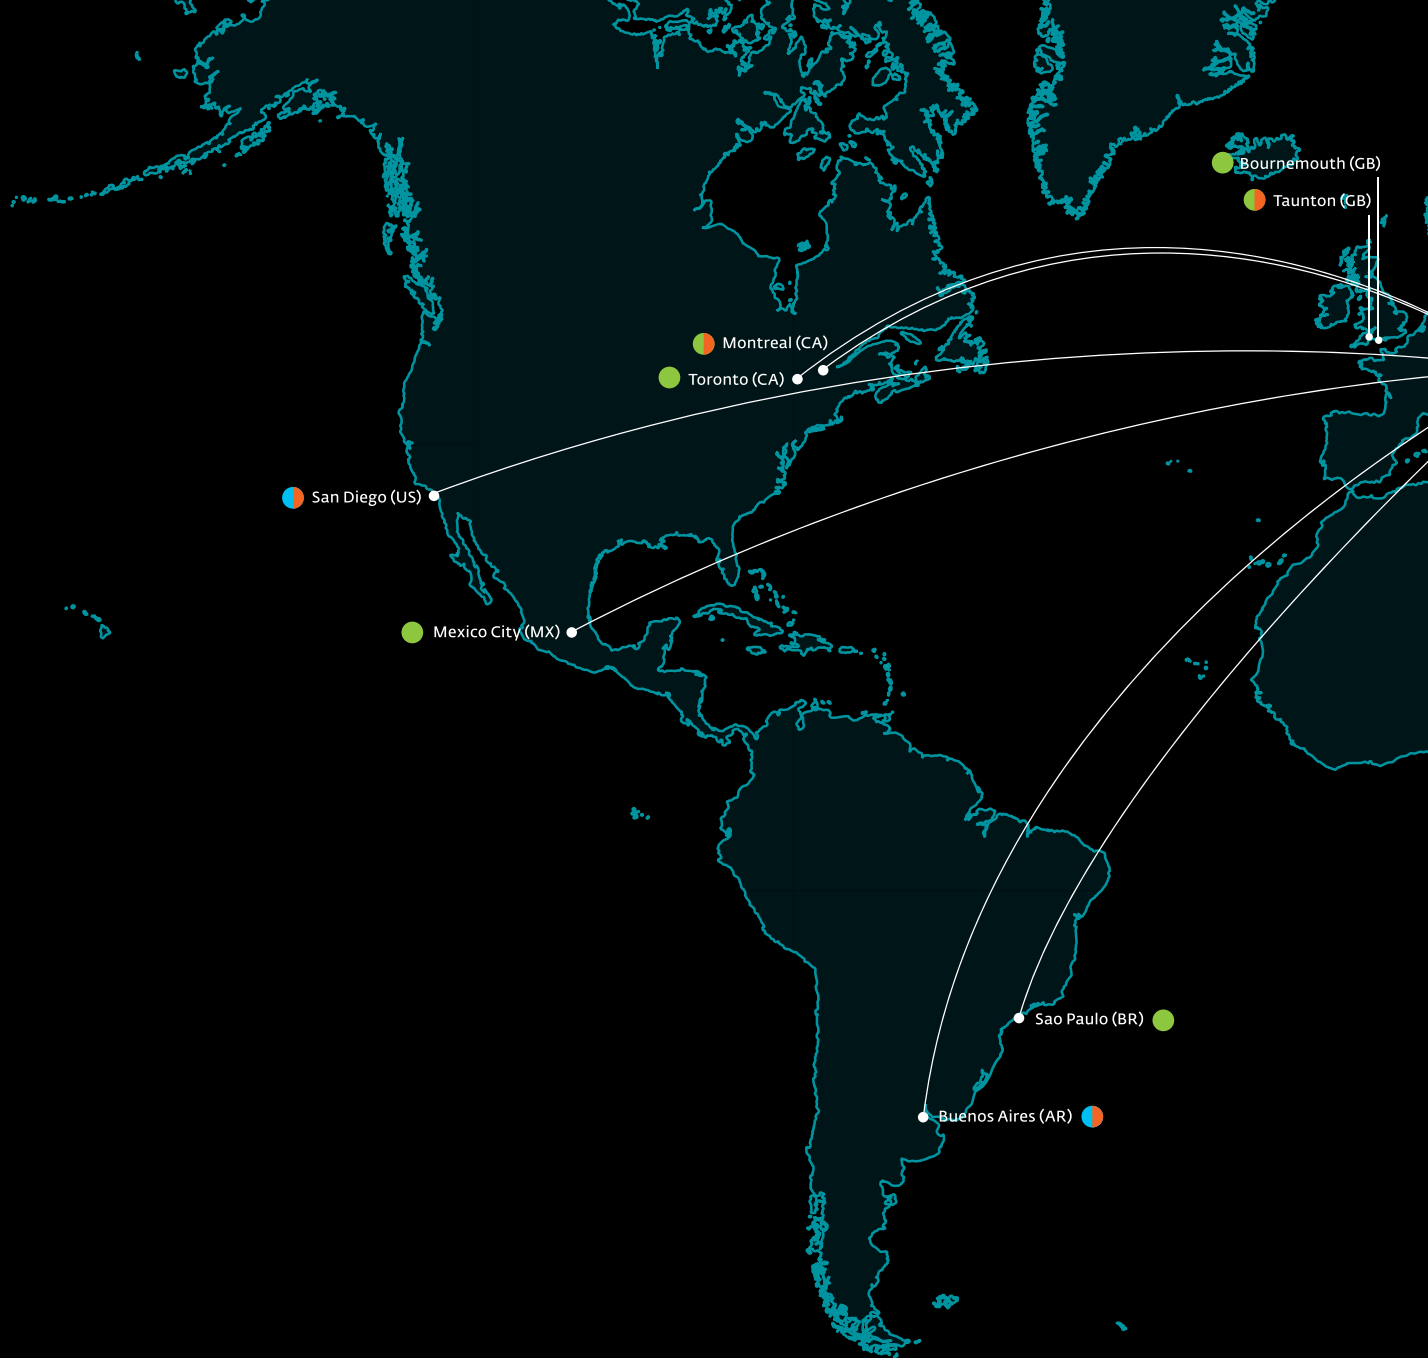 Bournemouth (GB)
Taunton (GB)
Montreal (CA)
Toronto (CA)
San Diego (US)
Mexico City (MX)
Sao Paulo (BR)
Buenos Aires (AR)